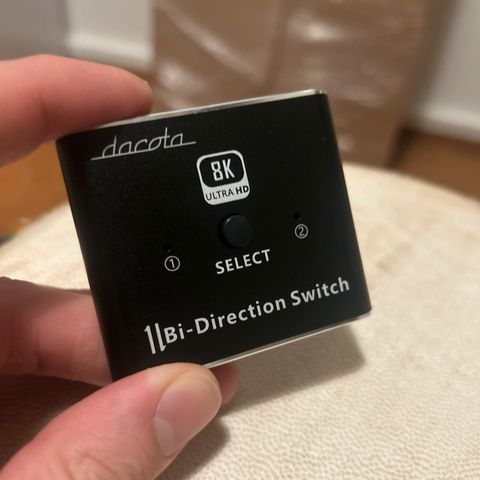 dacota
8K
ULTRA HD
① ②
SELECT
Bi-Direction Switch